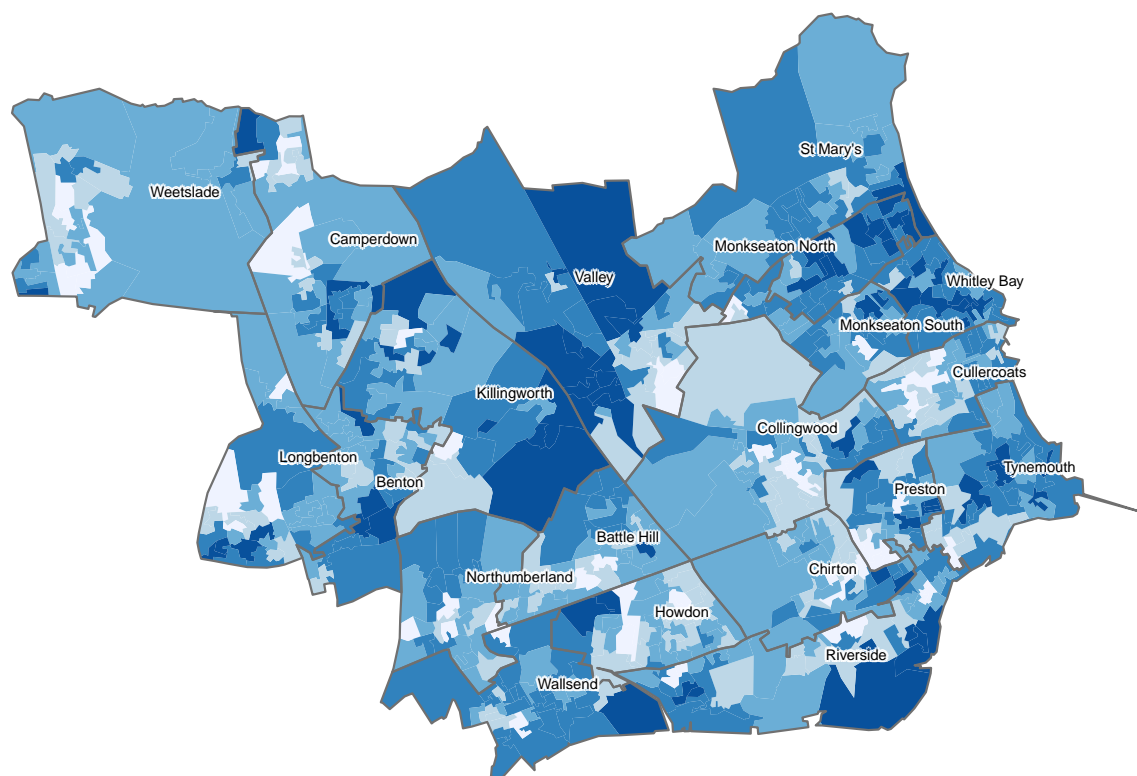 St Mary's
Weetslade
Camperdown
Monkseaton North
Valley
Whitley Bay
Monkseaton South
Cullercoats
Killingworth
Collingwood
Longbenton
Tynemouth
Benton
Preston
Battle Hill
Chirton
Northumberland
Howdon
Riverside
Wallsend